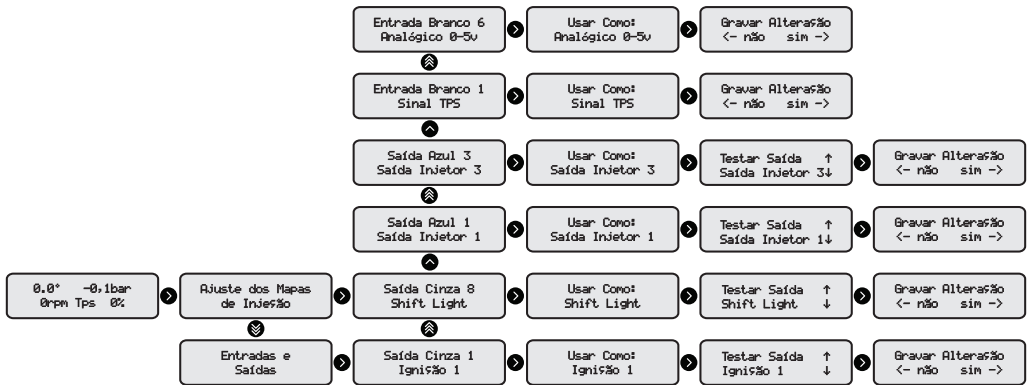 Entrada Branco 6
Analógico 0-5v
Usar Como:
Analógico 0-5v
Gravar Alteração
<- não sim ->
Entrada Branco 1
Sinal TPS
Usar Como:
Sinal TPS
Gravar Alteração
<- não sim ->
Saída Azul 3
Saída Injetor 3
Usar Como:
Saída Injetor 3
Testar Saída ↑
Saída Injetor 3↓
Gravar Alteração
<- não sim ->
Saída Azul 1
Saída Injetor 1
Usar Como:
Saída Injetor 1
Testar Saída ↑
Saída Injetor 1↓
Gravar Alteração
<- não sim ->
0.0° -0,1bar
0rpm Tps 0%
Ajuste dos Mapas
de Injeção
Saída Cinza 8
Shift Light
Usar Como:
Shift Light
Testar Saída ↑
Shift Light ↓
Gravar Alteração
<- não sim ->
Entradas e
Saídas
Saída Cinza 1
Ignição 1
Usar Como:
Ignição 1
Testar Saída ↑
Ignição 1 ↓
Gravar Alteração
<- não sim ->